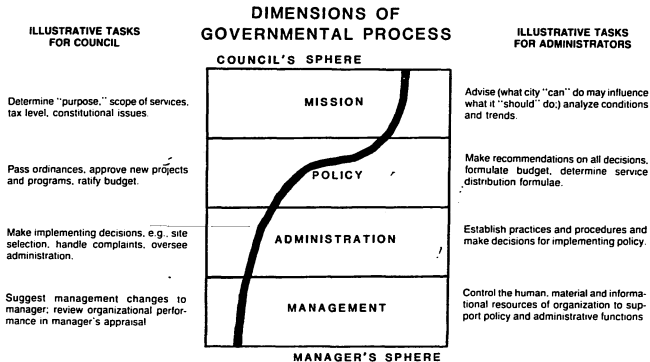 DIMENSIONS OF
GOVERNMENTAL PROCESS
ILLUSTRATIVE TASKS
FOR COUNCIL
ILLUSTRATIVE TASKS
FOR ADMINISTRATORS
COUNCIL'S SPHERE
Determine "purpose," scope of services,
tax level, constitutional issues.
MISSION
Advise (what city "can" do may influence
what it "should" do;) analyze conditions
and trends.
Pass ordinances, approve new projects
and programs, ratify budget.
POLICY
Make recommendations on all decisions,
formulate budget, determine service
distribution formulae.
Make implementing decisions, e.g., site
selection, handle complaints, oversee
administration.
ADMINISTRATION
Establish practices and procedures and
make decisions for implementing policy.
Suggest management changes to
manager; review organizational perfor-
mance in manager's appraisal
MANAGEMENT
Control the human, material and informa-
tional resources of organization to sup-
port policy and administrative functions
MANAGER'S SPHERE